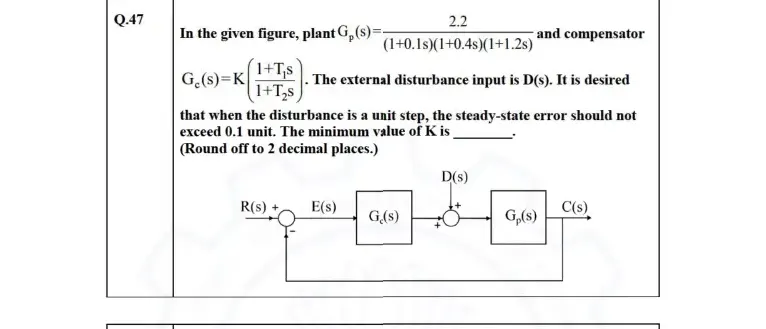 Q.47
In the given figure, plant G_p(s)= 2.2 / (1+0.1s)(1+0.4s)(1+1.2s) and compensator
G_c(s)=K((1+T₁s)/(1+T₂s)). The external disturbance input is D(s). It is desired
that when the disturbance is a unit step, the steady-state error should not
exceed 0.1 unit. The minimum value of K is ________.
(Round off to 2 decimal places.)
D(s)
R(s) + E(s) G_c(s) + + G_p(s) C(s)
−